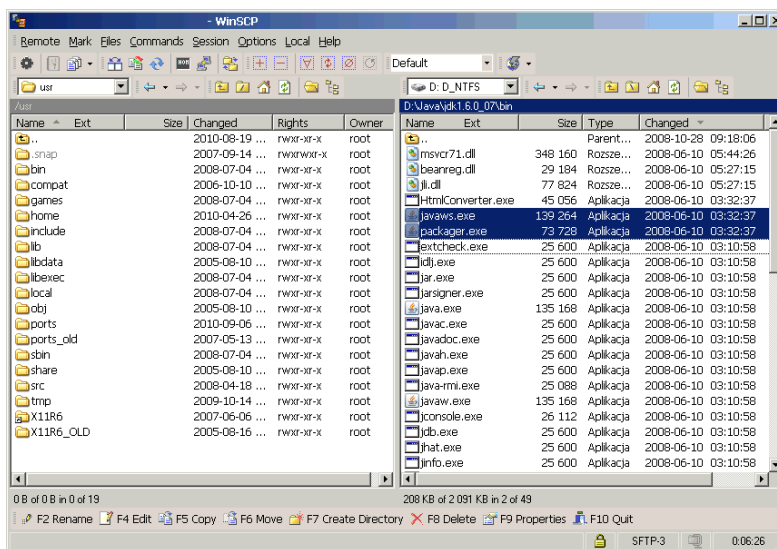 - WinSCP
Remote Mark Files Commands Session Options Local Help
Default
usr
D: D_NTFS
/usr
D:\Java\jdk1.6.0_07\bin
Name Ext Size Changed Rights Owner
.. 2010-08-19 ... rwxr-xr-x root
.snap 2007-09-14 ... rwxrwxr-x root
bin 2008-07-04 ... rwxr-xr-x root
compat 2006-10-10 ... rwxr-xr-x root
games 2008-07-04 ... rwxr-xr-x root
home 2010-04-26 ... rwxr-xr-x root
include 2008-07-04 ... rwxr-xr-x root
lib 2008-07-04 ... rwxr-xr-x root
libdata 2005-08-10 ... rwxr-xr-x root
libexec 2008-07-04 ... rwxr-xr-x root
local 2008-07-04 ... rwxr-xr-x root
obj 2005-08-10 ... rwxr-xr-x root
ports 2010-09-06 ... rwxr-xr-x root
ports_old 2007-05-13 ... rwxr-xr-x root
sbin 2008-07-04 ... rwxr-xr-x root
share 2005-08-10 ... rwxr-xr-x root
src 2008-04-18 ... rwxr-xr-x root
tmp 2009-10-14 ... rwxr-xr-x root
X11R6 2007-06-06 ... rwxr-xr-x root
X11R6_OLD 2005-08-16 ... rwxr-xr-x root
Name Ext Size Type Changed
.. Parent... 2008-10-28 09:18:06
msvcr71.dll 348 160 Rozsze... 2008-06-10 05:44:26
beanreg.dll 29 184 Rozsze... 2008-06-10 05:27:15
jli.dll 77 824 Rozsze... 2008-06-10 05:27:15
HtmlConverter.exe 45 056 Aplikacja 2008-06-10 03:32:37
javaws.exe 139 264 Aplikacja 2008-06-10 03:32:37
packager.exe 73 728 Aplikacja 2008-06-10 03:32:37
extcheck.exe 25 600 Aplikacja 2008-06-10 03:10:58
idlj.exe 25 600 Aplikacja 2008-06-10 03:10:58
jar.exe 25 600 Aplikacja 2008-06-10 03:10:58
jarsigner.exe 25 600 Aplikacja 2008-06-10 03:10:58
java.exe 135 168 Aplikacja 2008-06-10 03:10:58
javac.exe 25 600 Aplikacja 2008-06-10 03:10:58
javadoc.exe 25 600 Aplikacja 2008-06-10 03:10:58
javah.exe 25 600 Aplikacja 2008-06-10 03:10:58
javap.exe 25 600 Aplikacja 2008-06-10 03:10:58
java-rmi.exe 25 088 Aplikacja 2008-06-10 03:10:58
javaw.exe 135 168 Aplikacja 2008-06-10 03:10:58
jconsole.exe 26 112 Aplikacja 2008-06-10 03:10:58
jdb.exe 25 600 Aplikacja 2008-06-10 03:10:58
jhat.exe 25 600 Aplikacja 2008-06-10 03:10:58
jinfo.exe 25 600 Aplikacja 2008-06-10 03:10:58
0 B of 0 B in 0 of 19
208 KB of 2 091 KB in 2 of 49
F2 Rename F4 Edit F5 Copy F6 Move F7 Create Directory F8 Delete F9 Properties F10 Quit
SFTP-3 0:06:26